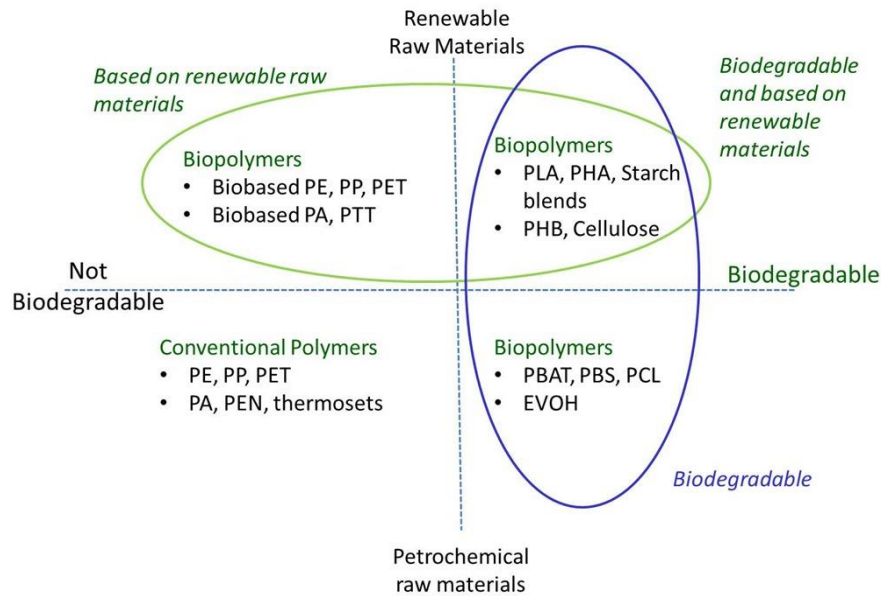 Renewable
Raw Materials
Based on renewable raw
materials
Biodegradable
and based on
renewable
materials
Biopolymers
• Biobased PE, PP, PET
• Biobased PA, PTT
Biopolymers
• PLA, PHA, Starch
blends
• PHB, Cellulose
Not
Biodegradable
Biodegradable
Conventional Polymers
• PE, PP, PET
• PA, PEN, thermosets
Biopolymers
• PBAT, PBS, PCL
• EVOH
Biodegradable
Petrochemical
raw materials